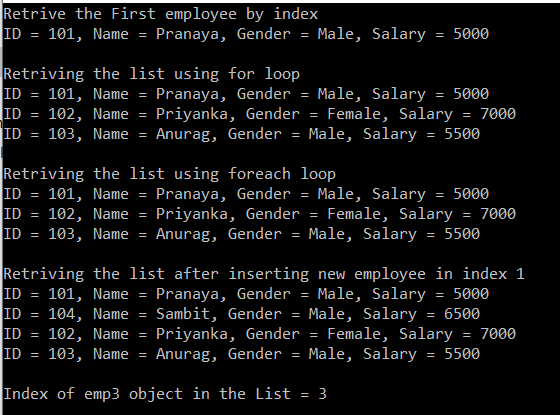 Retrive the First employee by index
ID = 101, Name = Pranaya, Gender = Male, Salary = 5000
Retriving the list using for loop
ID = 101, Name = Pranaya, Gender = Male, Salary = 5000
ID = 102, Name = Priyanka, Gender = Female, Salary = 7000
ID = 103, Name = Anurag, Gender = Male, Salary = 5500
Retriving the list using foreach loop
ID = 101, Name = Pranaya, Gender = Male, Salary = 5000
ID = 102, Name = Priyanka, Gender = Female, Salary = 7000
ID = 103, Name = Anurag, Gender = Male, Salary = 5500
Retriving the list after inserting new employee in index 1
ID = 101, Name = Pranaya, Gender = Male, Salary = 5000
ID = 104, Name = Sambit, Gender = Male, Salary = 6500
ID = 102, Name = Priyanka, Gender = Female, Salary = 7000
ID = 103, Name = Anurag, Gender = Male, Salary = 5500
Index of emp3 object in the List = 3